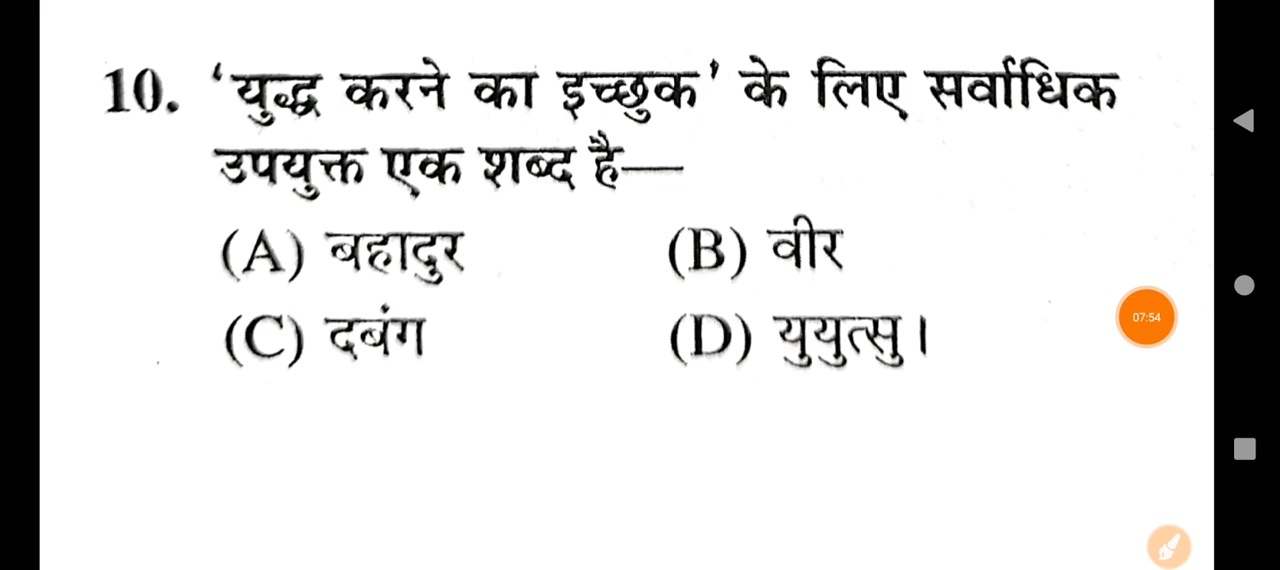 10. ‘युद्ध करने का इच्छुक’ के लिए सर्वाधिक
उपयुक्त एक शब्द है—
(A) बहादुर (B) वीर
(C) दबंग (D) युयुत्सु।
07:54